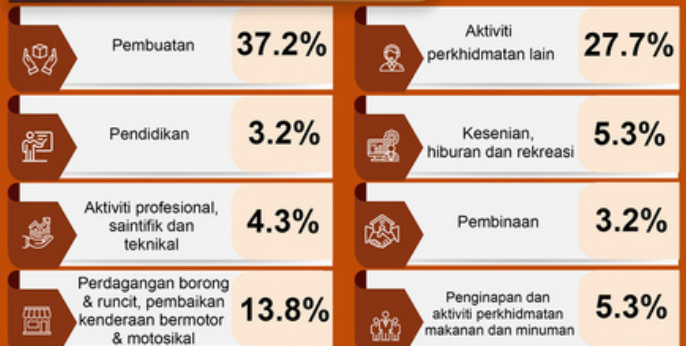 Pembuatan
37.2%
Aktiviti
perkhidmatan lain
27.7%
Pendidikan
3.2%
Kesenian,
hiburan dan rekreasi
5.3%
Aktiviti profesional,
saintifik dan
teknikal
4.3%
Pembinaan
3.2%
Perdagangan borong
& runcit, pembaikan
kenderaan bermotor
& motosikal
13.8%
Penginapan dan
aktiviti perkhidmatan
makanan dan minuman
5.3%